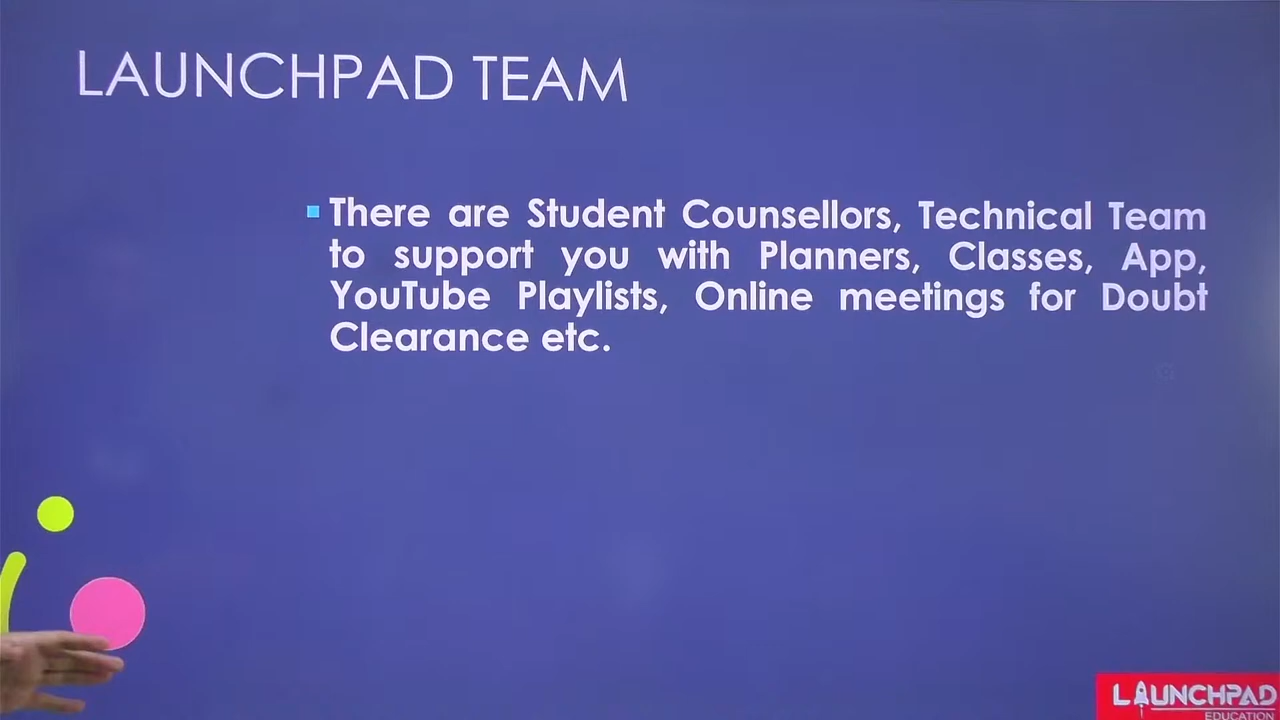 LAUNCHPAD TEAM
There are Student Counsellors, Technical Team
to support you with Planners, Classes, App,
YouTube Playlists, Online meetings for Doubt
Clearance etc.
LAUNCHPAD
EDUCATION